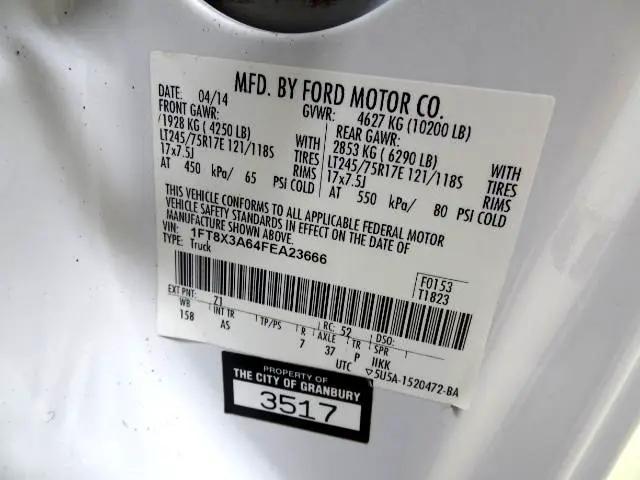 MFD. BY FORD MOTOR CO.
DATE: 04/14 GVWR: 4627 KG (10200 LB)
FRONT GAWR: REAR GAWR:
/1928 KG ( 4250 LB) WITH 2853 KG ( 6290 LB) WITH
LT245/75R17E 121/118S TIRES LT245/75R17E 121/118S TIRES
17x7.5J RIMS 17x7.5J RIMS
AT 450 kPa/ 65 PSI COLD AT 550 kPa/ 80 PSI COLD
THIS VEHICLE CONFORMS TO ALL APPLICABLE FEDERAL MOTOR
VEHICLE SAFETY STANDARDS IN EFFECT ON THE DATE OF
MANUFACTURE SHOWN ABOVE.
VIN: 1FT8X3A64FEA23666
TYPE: Truck
F0153
T1823
EXT PNT: Z1 RC: 52 DSO:
WB INT TR TP/PS R AXLE TR SPR
158 AS 7 37 P IIKK
UTC ▽5U5A-1520472-BA
PROPERTY OF
THE CITY OF GRANBURY
3517